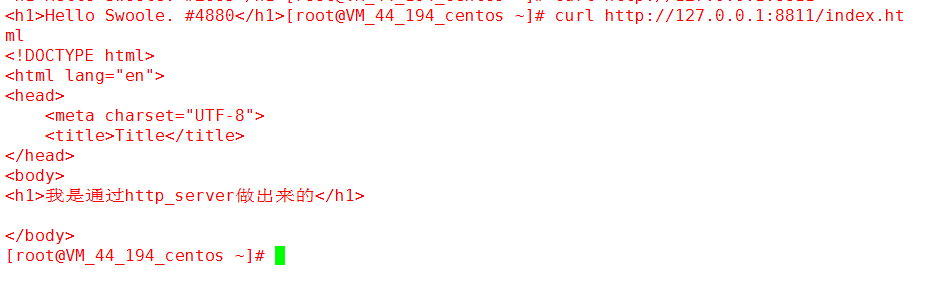 <h1>Hello Swoole. #4880</h1>[root@VM_44_194_centos ~]# curl http://127.0.0.1:8811/index.ht
ml
<!DOCTYPE html>
<html lang="en">
<head>
    <meta charset="UTF-8">
    <title>Title</title>
</head>
<body>
<h1>我是通过http_server做出来的</h1>

</body>
[root@VM_44_194_centos ~]#